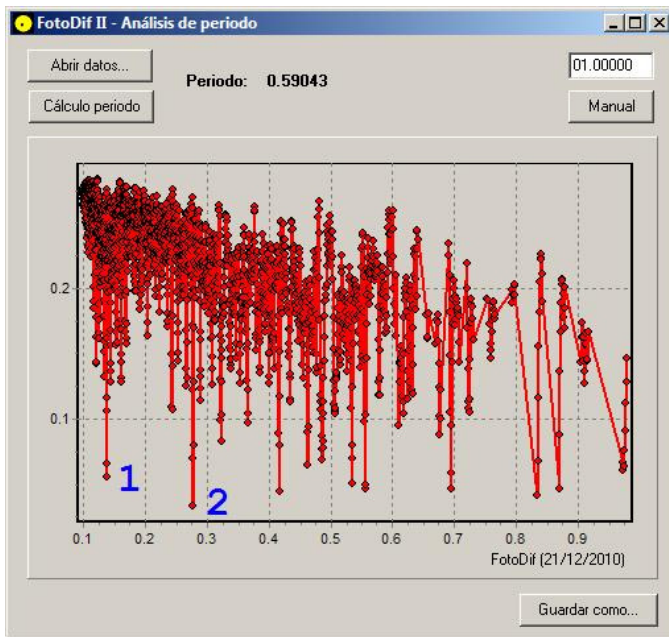 FotoDif II - Análisis de periodo
Abrir datos...
Periodo: 0.59043
01.00000
Cálculo periodo
Manual
0.2
0.1
1
2
0.1 0.2 0.3 0.4 0.5 0.6 0.7 0.8 0.9
FotoDif (21/12/2010)
Guardar como...